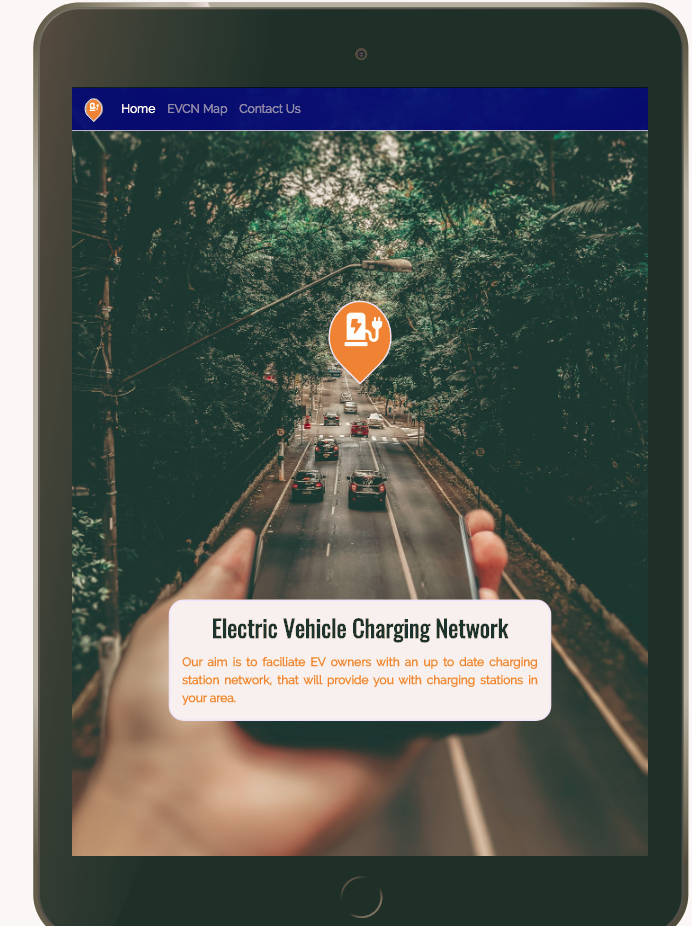 Home EVCN Map Contact Us
Electric Vehicle Charging Network
Our aim is to faciliate EV owners with an up to date charging
station network, that will provide you with charging stations in
your area.